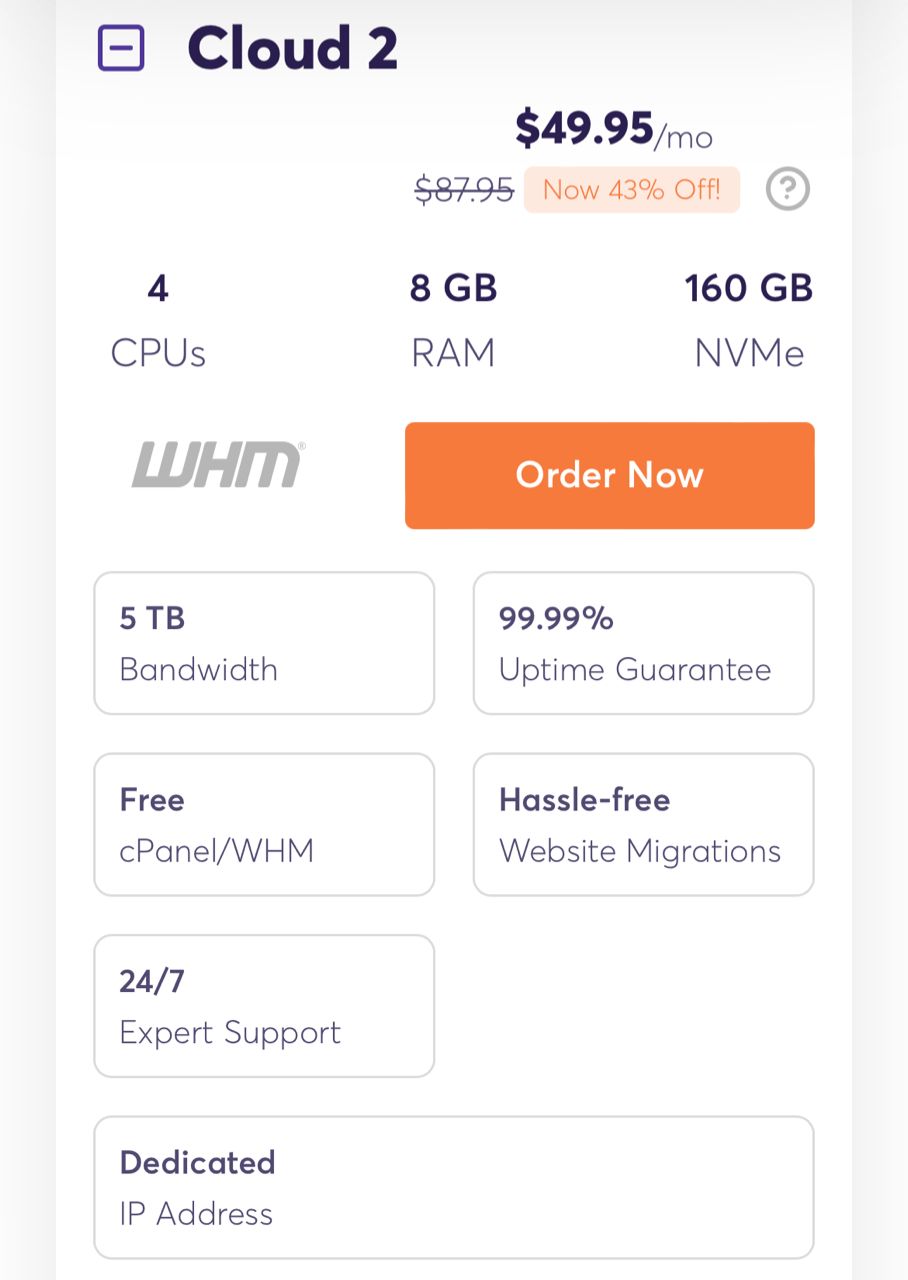 Cloud 2
$49.95/mo
$87.95 Now 43% Off! ?
4 8 GB 160 GB
CPUs RAM NVMe
WHM® Order Now
5 TB 99.99%
Bandwidth Uptime Guarantee
Free Hassle-free
cPanel/WHM Website Migrations
24/7
Expert Support
Dedicated
IP Address